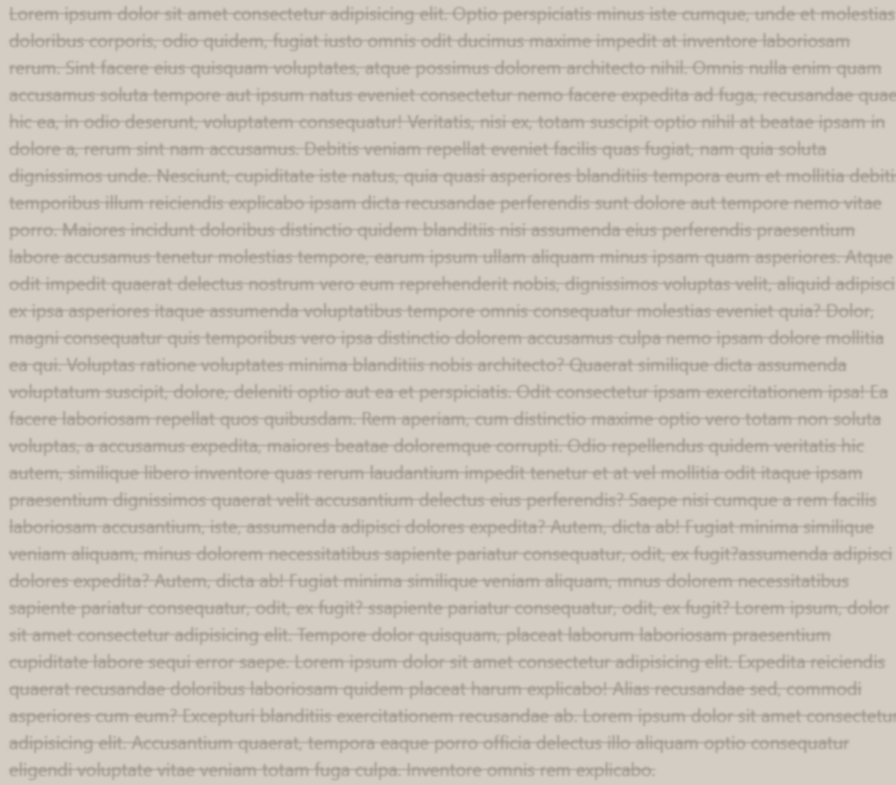 Lorem ipsum dolor sit amet consectetur adipisicing elit. Optio perspiciatis minus iste cumque, unde et molestias
doloribus corporis, odio quidem, fugiat iusto omnis odit ducimus maxime impedit at inventore laboriosam
rerum. Sint facere eius quisquam voluptates, atque possimus dolorem architecto nihil. Omnis nulla enim quam
accusamus soluta tempore aut ipsum natus eveniet consectetur nemo facere expedita ad fuga, recusandae quae
hic ea, in odio deserunt, voluptatem consequatur! Veritatis, nisi ex, totam suscipit optio nihil at beatae ipsam in
dolore a, rerum sint nam accusamus. Debitis veniam repellat eveniet facilis quas fugiat, nam quia soluta
dignissimos unde. Nesciunt, cupiditate iste natus, quia quasi asperiores blanditiis tempora eum et mollitia debitis
temporibus illum reiciendis explicabo ipsam dicta recusandae perferendis sunt dolore aut tempore nemo vitae
porro. Maiores incidunt doloribus distinctio quidem blanditiis nisi assumenda eius perferendis praesentium
labore accusamus tenetur molestias tempore, earum ipsum ullam aliquam minus ipsam quam asperiores. Atque
odit impedit quaerat delectus nostrum vero eum reprehenderit nobis, dignissimos voluptas velit, aliquid adipisci
ex ipsa asperiores itaque assumenda voluptatibus tempore omnis consequatur molestias eveniet quia? Dolor,
magni consequatur quis temporibus vero ipsa distinctio dolorem accusamus culpa nemo ipsam dolore mollitia
ea qui. Voluptas ratione voluptates minima blanditiis nobis architecto? Quaerat similique dicta assumenda
voluptatum suscipit, dolore, deleniti optio aut ea et perspiciatis. Odit consectetur ipsam exercitationem ipsa! Ea
facere laboriosam repellat quos quibusdam. Rem aperiam, cum distinctio maxime optio vero totam non soluta
voluptas, a accusamus expedita, maiores beatae doloremque corrupti. Odio repellendus quidem veritatis hic
autem, similique libero inventore quas rerum laudantium impedit tenetur et at vel mollitia odit itaque ipsam
praesentium dignissimos quaerat velit accusantium delectus eius perferendis? Saepe nisi cumque a rem facilis
laboriosam accusantium, iste, assumenda adipisci dolores expedita? Autem, dicta ab! Fugiat minima similique
veniam aliquam, minus dolorem necessitatibus sapiente pariatur consequatur, odit, ex fugit?assumenda adipisci
dolores expedita? Autem, dicta ab! Fugiat minima similique veniam aliquam, mnus dolorem necessitatibus
sapiente pariatur consequatur, odit, ex fugit? ssapiente pariatur consequatur, odit, ex fugit? Lorem ipsum, dolor
sit amet consectetur adipisicing elit. Tempore dolor quisquam, placeat laborum laboriosam praesentium
cupiditate labore sequi error saepe. Lorem ipsum dolor sit amet consectetur adipisicing elit. Expedita reiciendis
quaerat recusandae doloribus laboriosam quidem placeat harum explicabo! Alias recusandae sed, commodi
asperiores cum eum? Excepturi blanditiis exercitationem recusandae ab. Lorem ipsum dolor sit amet consectetur
adipisicing elit. Accusantium quaerat, tempora eaque porro officia delectus illo aliquam optio consequatur
eligendi voluptate vitae veniam totam fuga culpa. Inventore omnis rem explicabo.